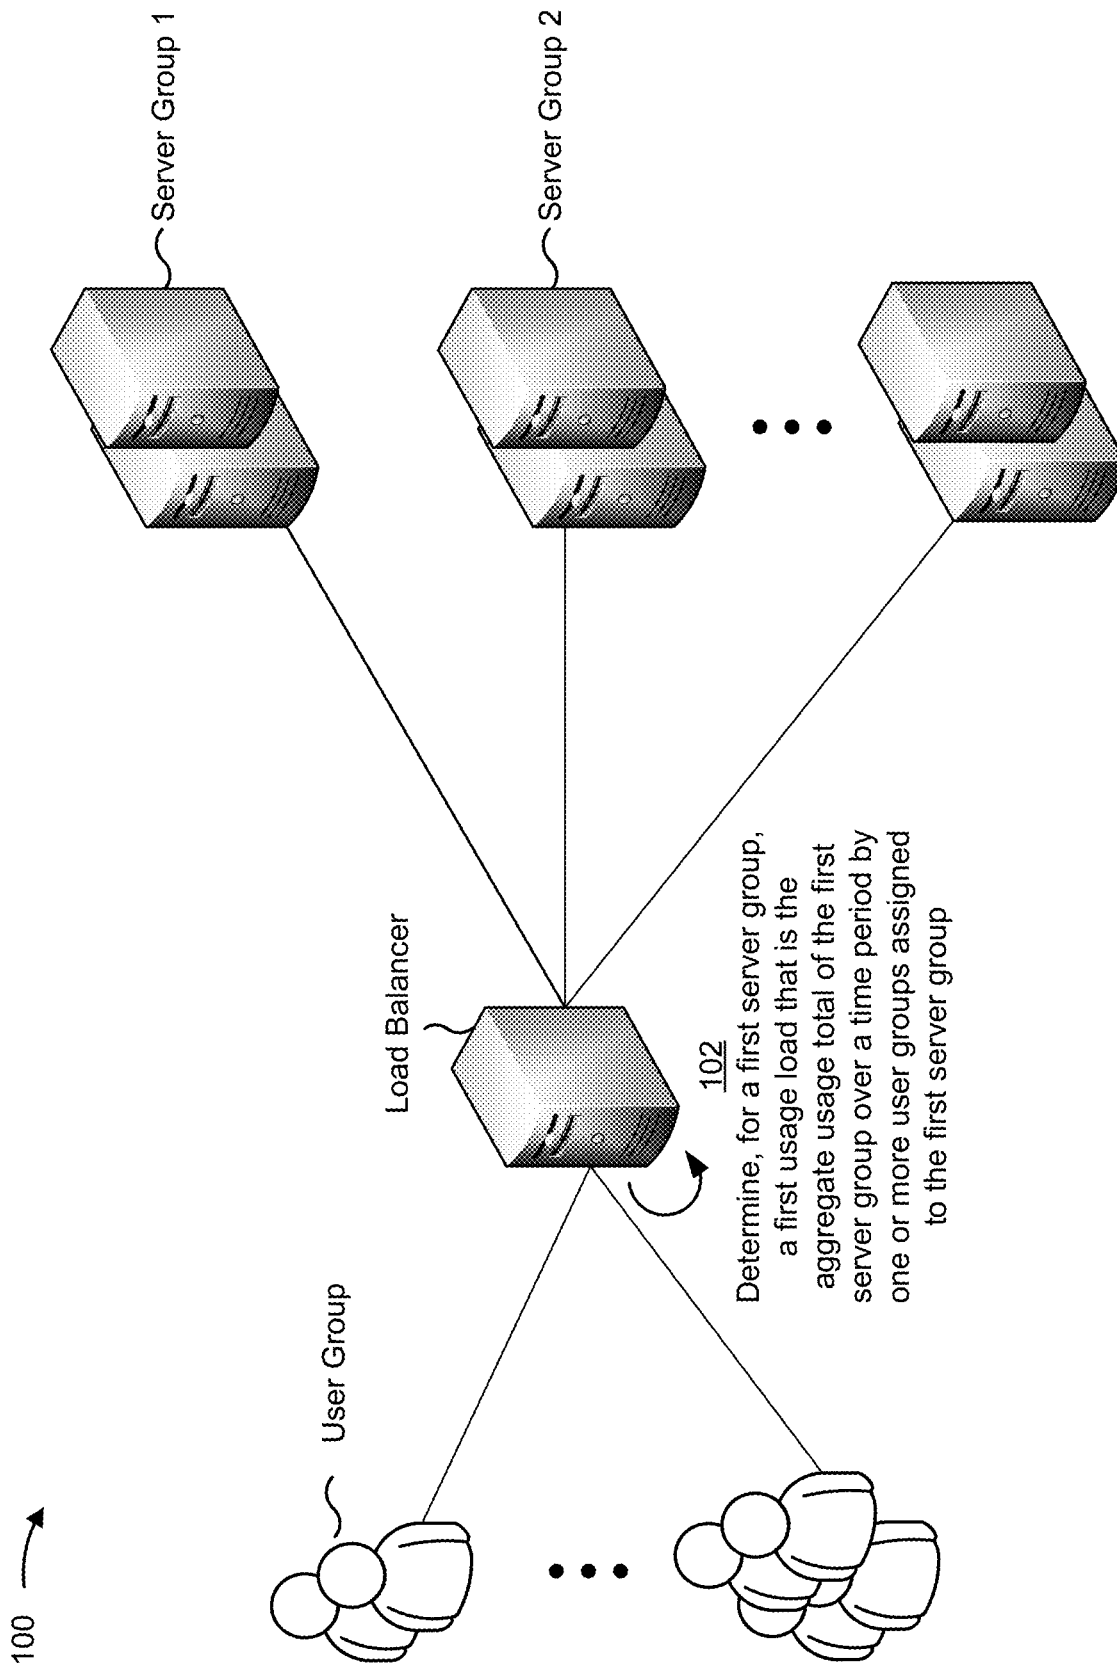 100
User Group
Load Balancer
Server Group 1
Server Group 2
102
Determine, for a first server group,
a first usage load that is the
aggregate usage total of the first
server group over a time period by
one or more user groups assigned
to the first server group